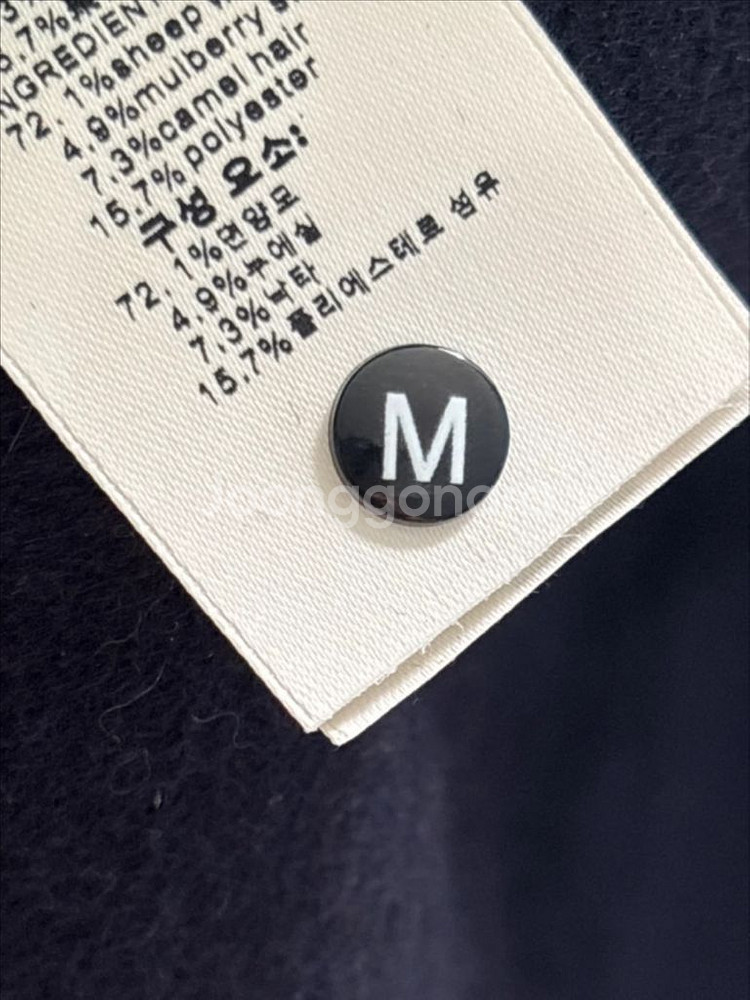 INGREDIENT
72.1%sheep
4.9%mulberry
7.3%camel hair
15.7%polyester
구성 요소:
72.1%면양모
4.9%부에실
7.3%낙타
15.7%폴리에스테르 섬유
M